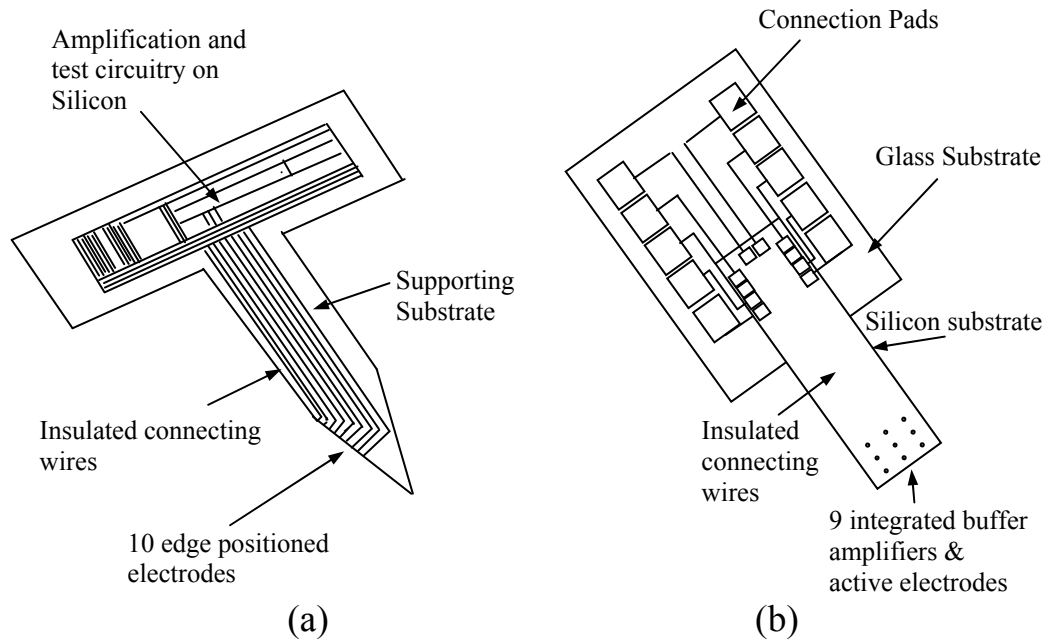 Amplification and
test circuitry on
Silicon
Supporting
Substrate
Insulated connecting
wires
10 edge positioned
electrodes
(a)
Connection Pads
Glass Substrate
Silicon substrate
Insulated
connecting
wires
9 integrated buffer
amplifiers &
active electrodes
(b)